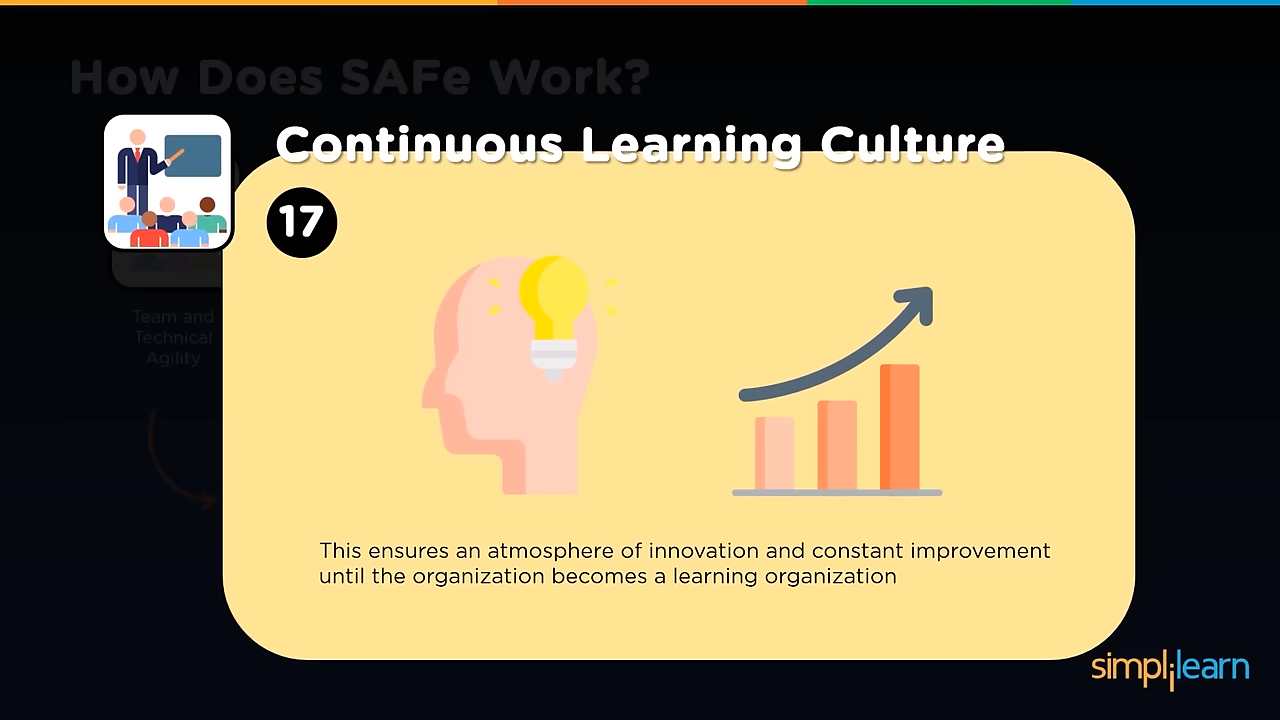 How Does SAFe Work?
Continuous Learning Culture
17
Team and
Technical
Agility
This ensures an atmosphere of innovation and constant improvement
until the organization becomes a learning organization
simplilearn